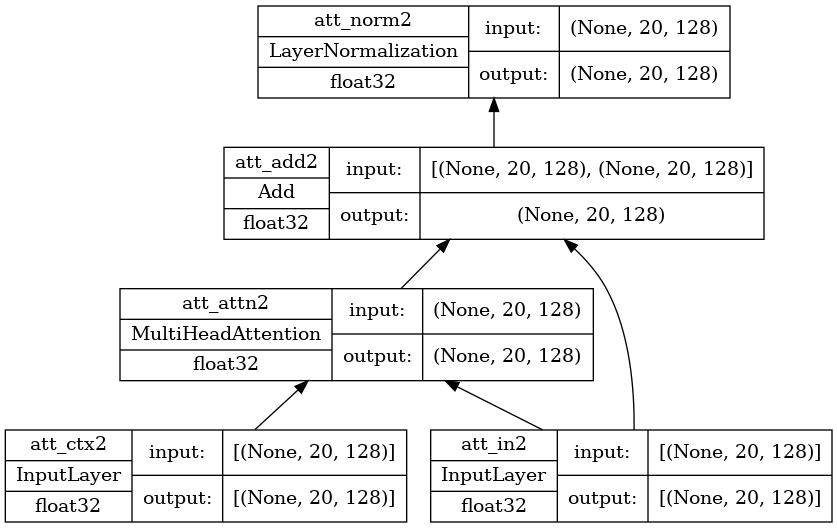 att_norm2
LayerNormalization
float32
input:
(None, 20, 128)
output:
(None, 20, 128)
att_add2
Add
float32
input:
[(None, 20, 128), (None, 20, 128)]
output:
(None, 20, 128)
att_attn2
MultiHeadAttention
float32
input:
(None, 20, 128)
output:
(None, 20, 128)
att_ctx2
InputLayer
float32
input:
[(None, 20, 128)]
output:
[(None, 20, 128)]
att_in2
InputLayer
float32
input:
[(None, 20, 128)]
output:
[(None, 20, 128)]